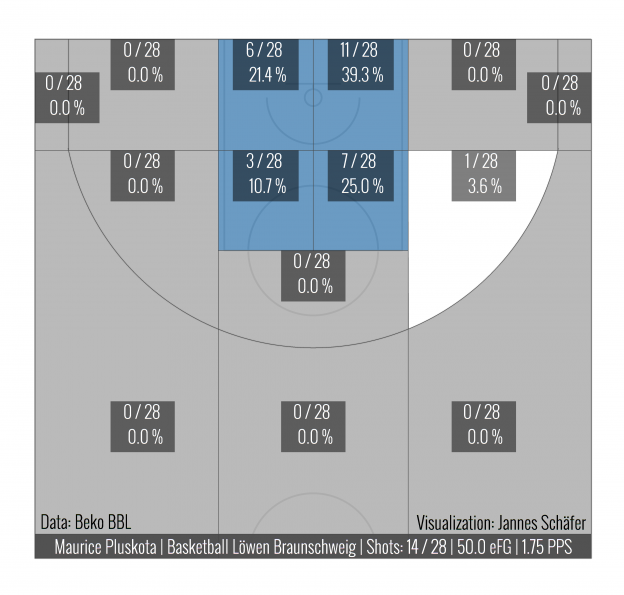 0 / 28
0.0 %
6 / 28
21.4 %
11 / 28
39.3 %
0 / 28
0.0 %
0 / 28
0.0 %
0 / 28
0.0 %
0 / 28
0.0 %
3 / 28
10.7 %
7 / 28
25.0 %
1 / 28
3.6 %
0 / 28
0.0 %
0 / 28
0.0 %
0 / 28
0.0 %
0 / 28
0.0 %
Data: Beko BBL
Visualization: Jannes Schäfer
Maurice Pluskota | Basketball Löwen Braunschweig | Shots: 14 / 28 | 50.0 eFG | 1.75 PPS